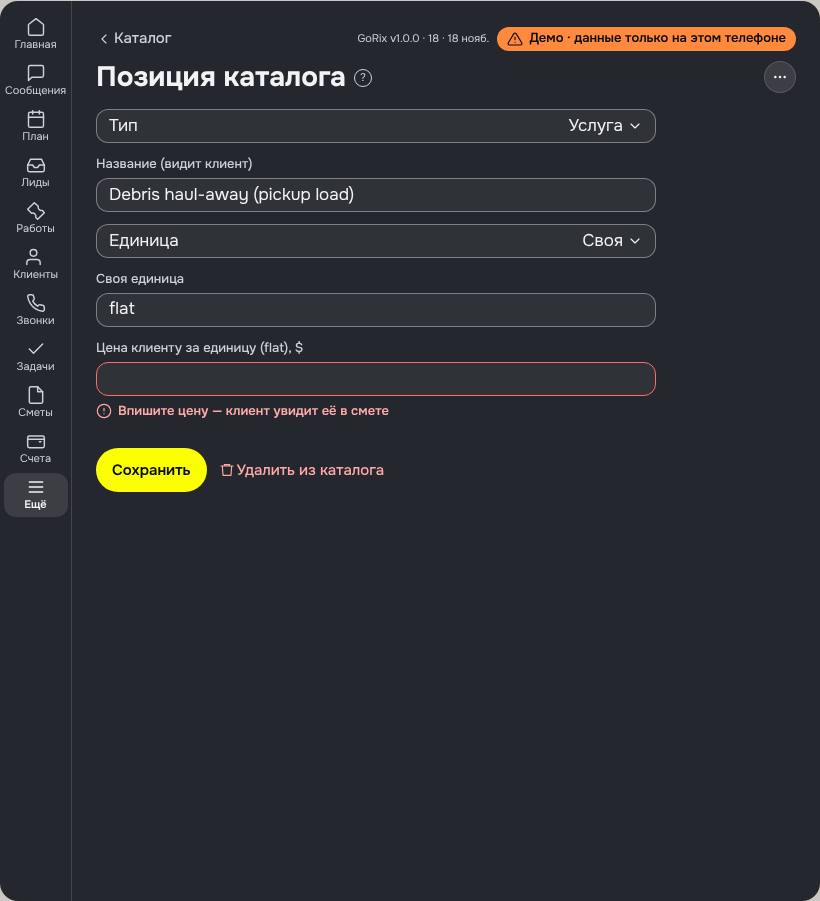 Главная
Сообщения
План
Лиды
Работы
Клиенты
Звонки
Задачи
Сметы
Счета
Ещё
Каталог
GoRix v1.0.0 · 18 · 18 нояб.
Демо · данные только на этом телефоне
Позиция каталога ?
Тип Услуга
Название (видит клиент)
Debris haul-away (pickup load)
Единица Своя
Своя единица
flat
Цена клиенту за единицу (flat), $
Впишите цену — клиент увидит её в смете
Сохранить Удалить из каталога